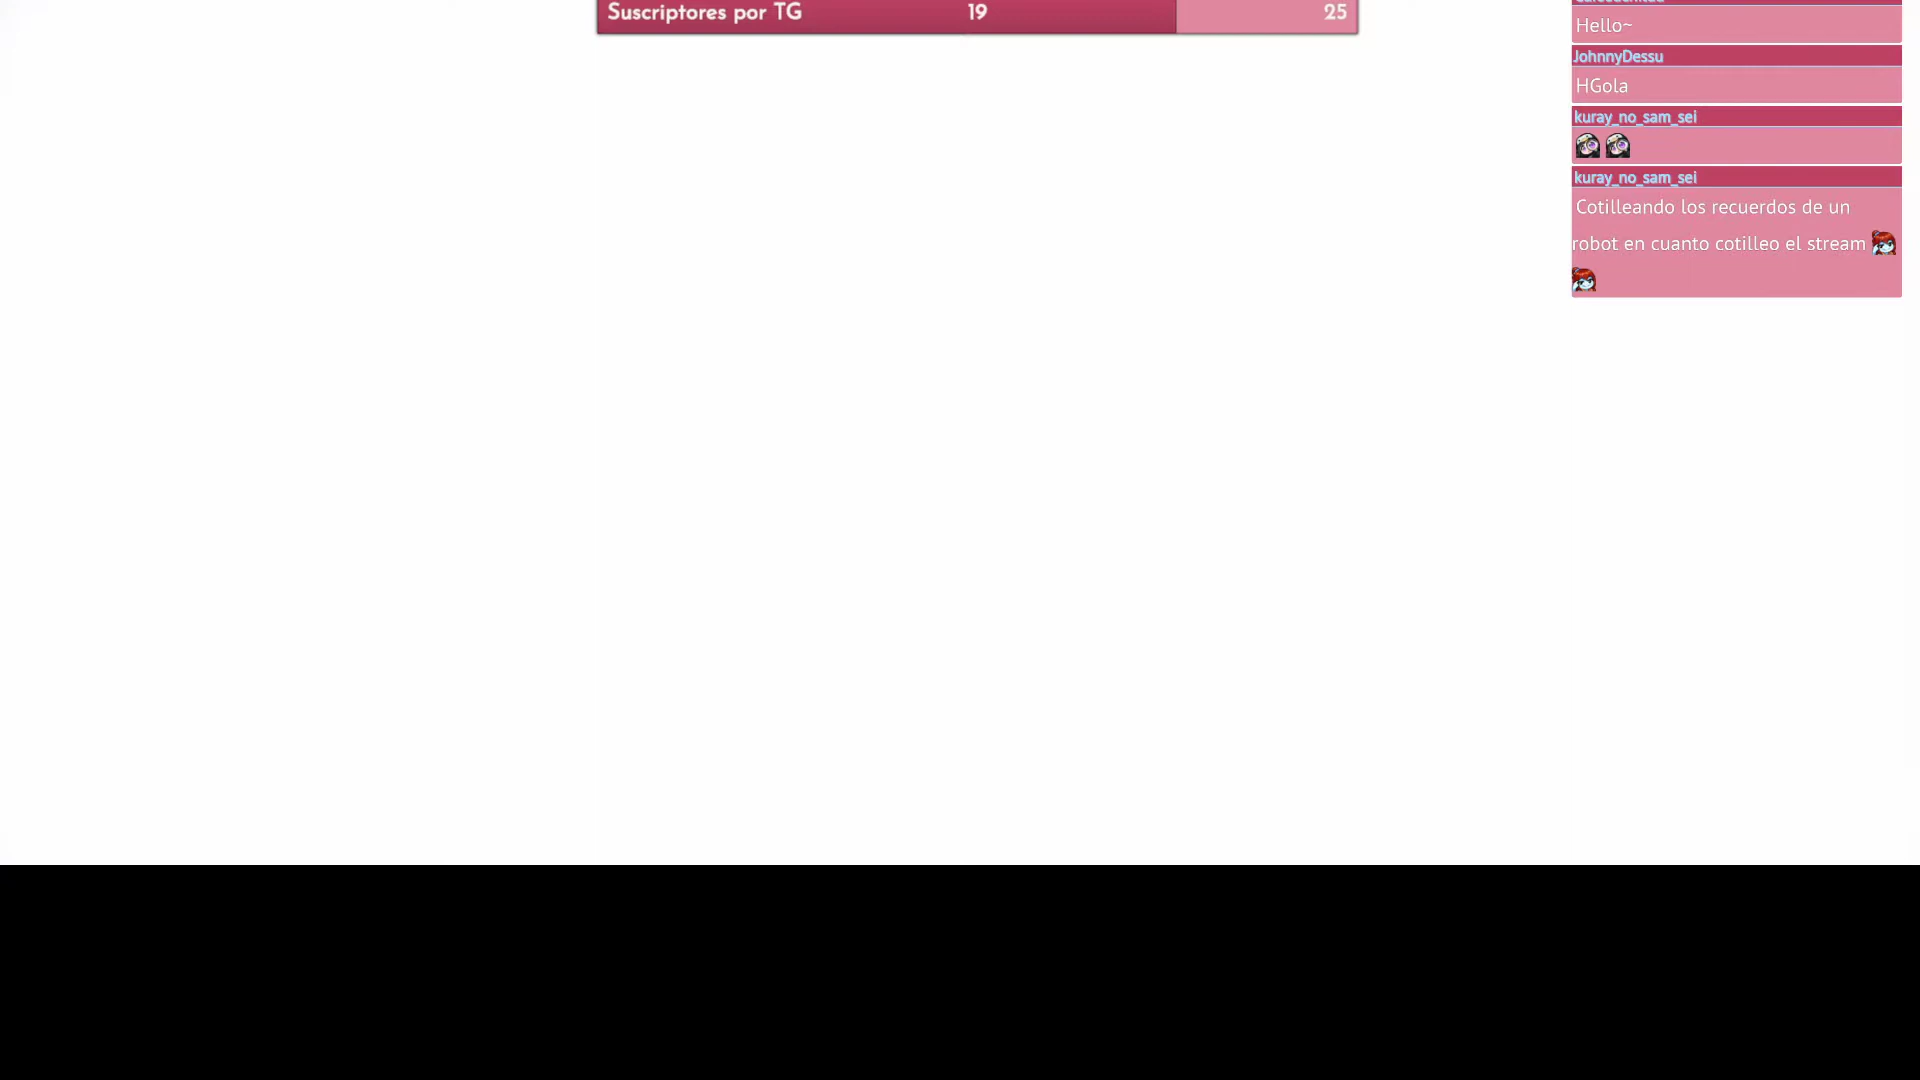 Suscriptores por TG 19 25
Hello~
JohnnyDessu
HGola
kuray_no_sam_sei
kuray_no_sam_sei
Cotilleando los recuerdos de un
robot en cuanto cotilleo el stream